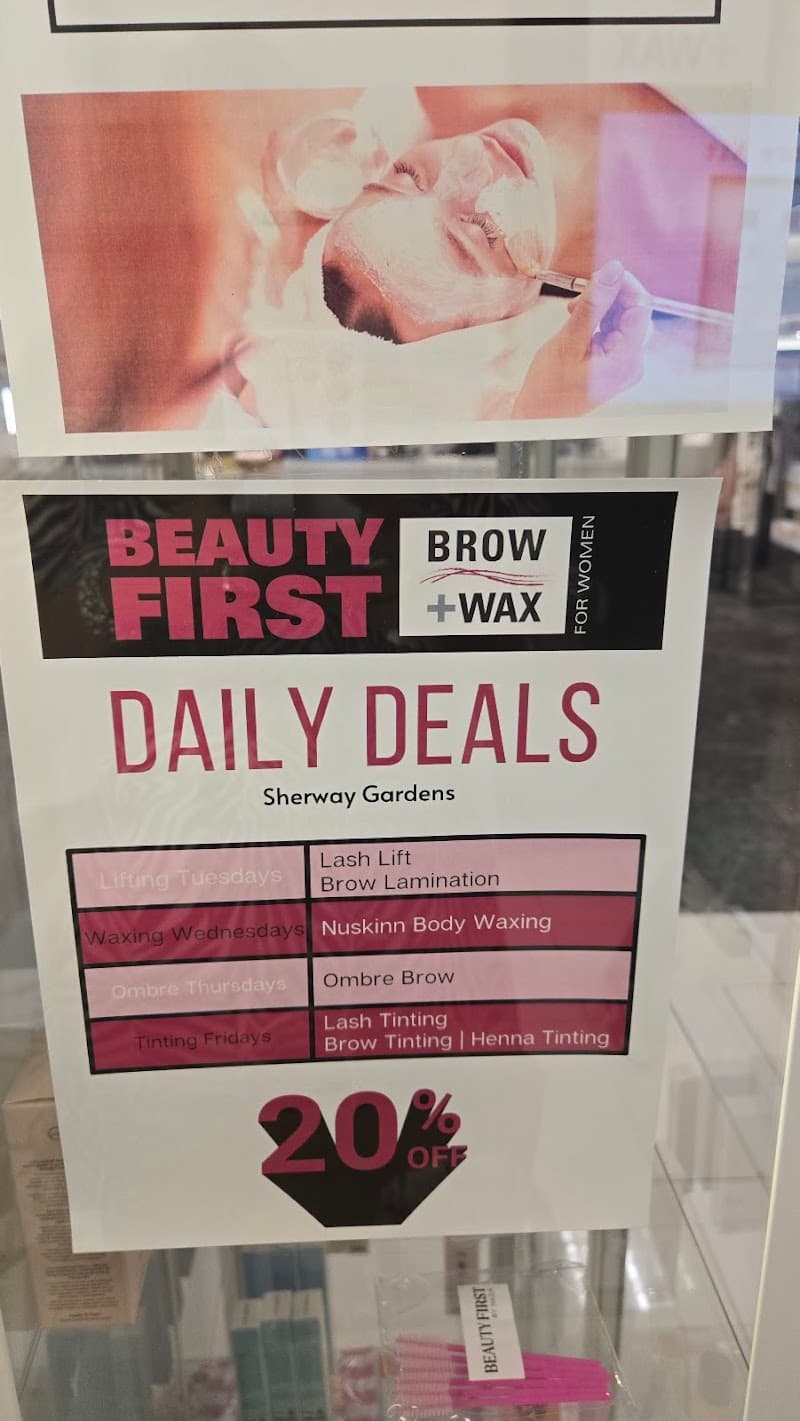 BEAUTY
FIRST
BROW
+WAX
FOR WOMEN
DAILY DEALS
Sherway Gardens
Lifting Tuesdays
Lash Lift
Brow Lamination
Waxing Wednesdays
Nuskinn Body Waxing
Ombre Thursdays
Ombre Brow
Tinting Fridays
Lash Tinting
Brow Tinting | Henna Tinting
20% OFF
BEAUTY FIRST